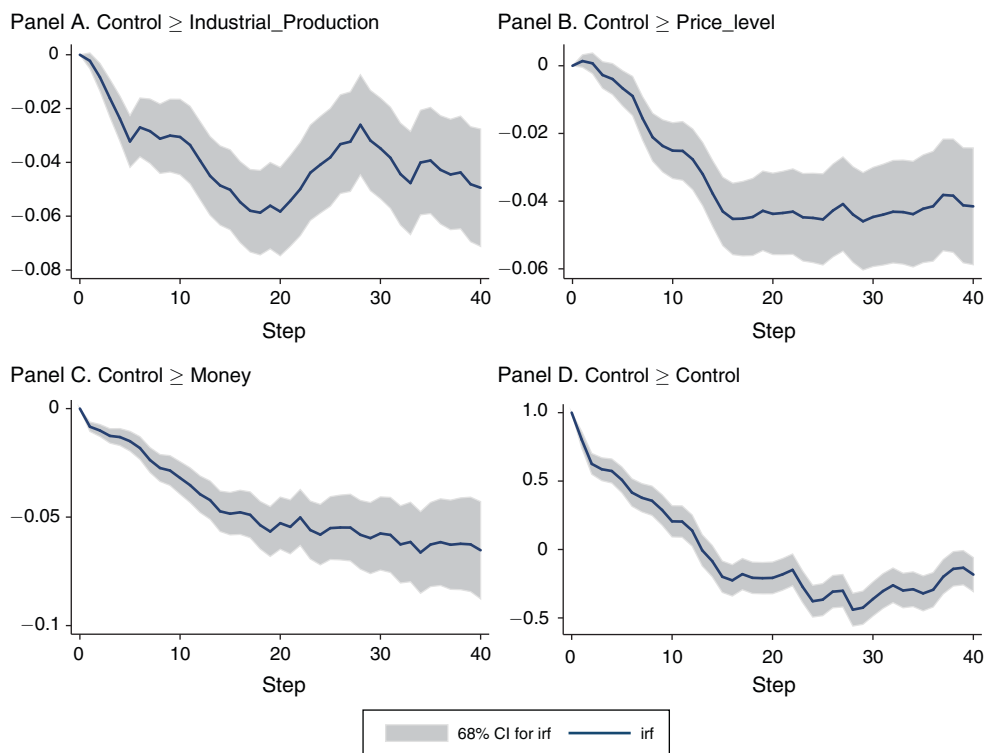 Panel A. Control ≥ Industrial_Production
0
−0.02
−0.04
−0.06
−0.08
0 10 20 30 40
Step
Panel B. Control ≥ Price_level
0
−0.02
−0.04
−0.06
0 10 20 30 40
Step
Panel C. Control ≥ Money
0
−0.05
−0.1
0 10 20 30 40
Step
Panel D. Control ≥ Control
1.0
0.5
0
−0.5
0 10 20 30 40
Step
68% CI for irf irf